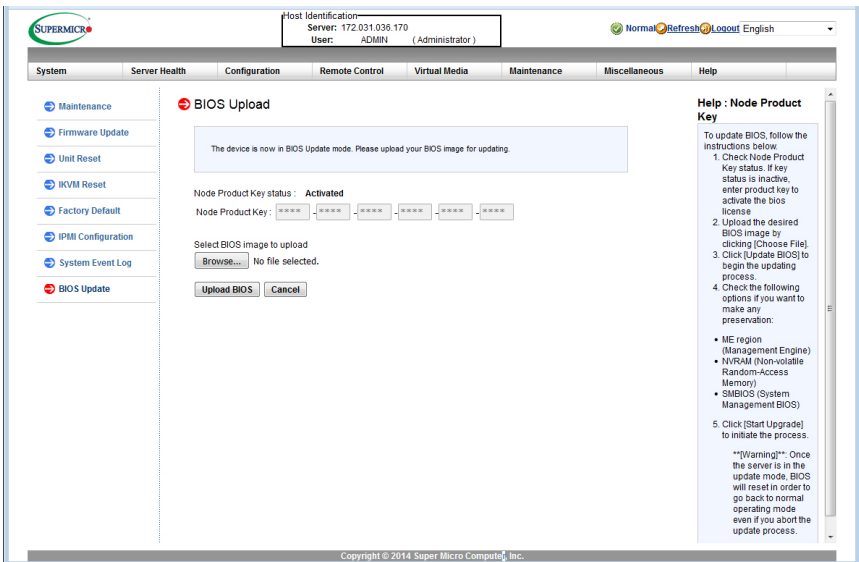 SUPERMICR
Host Identification
Server: 172.031.036.170
User: ADMIN ( Administrator )
Normal Refresh Logout English
System Server Health Configuration Remote Control Virtual Media Maintenance Miscellaneous Help
Maintenance
Firmware Update
Unit Reset
IKVM Reset
Factory Default
IPMI Configuration
System Event Log
BIOS Update
BIOS Upload
The device is now in BIOS Update mode. Please upload your BIOS image for updating.
Node Product Key status : Activated
Node Product Key : **** - **** - **** - **** - **** - ****
Select BIOS image to upload
Browse... No file selected.
Upload BIOS Cancel
Help : Node Product
Key
To update BIOS, follow the
instructions below.
1. Check Node Product
Key status. If key
status is inactive,
enter product key to
activate the bios
license
2. Upload the desired
BIOS image by
clicking [Choose File].
3. Click [Update BIOS] to
begin the updating
process.
4. Check the following
options if you want to
make any
preservation:
• ME region
(Management Engine)
• NVRAM (Non-volatile
Random-Access
Memory)
• SMBIOS (System
Management BIOS)
5. Click [Start Upgrade]
to initiate the process.
**[Warning]**: Once
the server is in the
update mode, BIOS
will reset in order to
go back to normal
operating mode
even if you abort the
update process.
Copyright © 2014 Super Micro Computer, Inc.